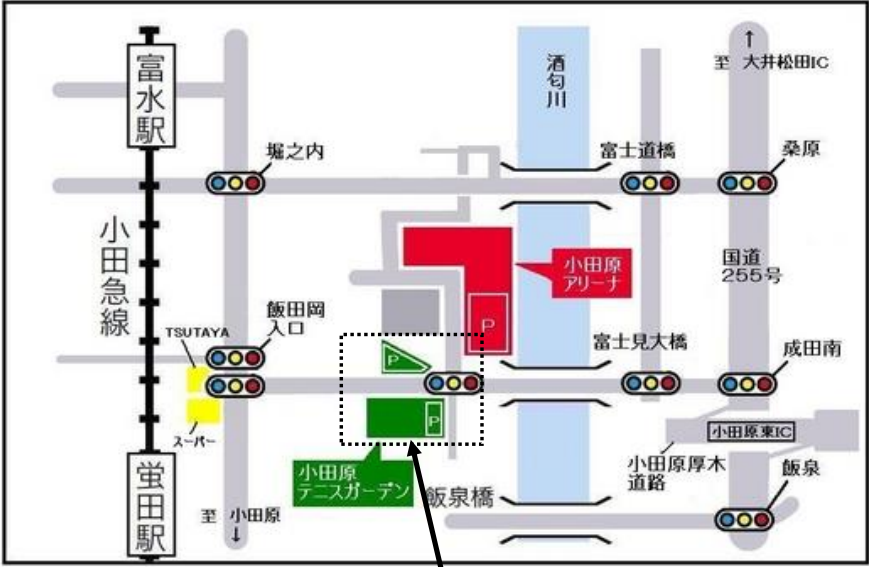 富水駅
小田急線
蛍田駅
堀之内
飯田岡
入口
TSUTAYA
スーパー
至 小田原
↓
酒匂川
富士道橋
桑原
↑
至 大井松田IC
国道
255号
小田原
アリーナ
P
P
P
富士見大橋
成田南
小田原東IC
小田原厚木
道路
小田原
テニスガーデン
飯泉橋
飯泉